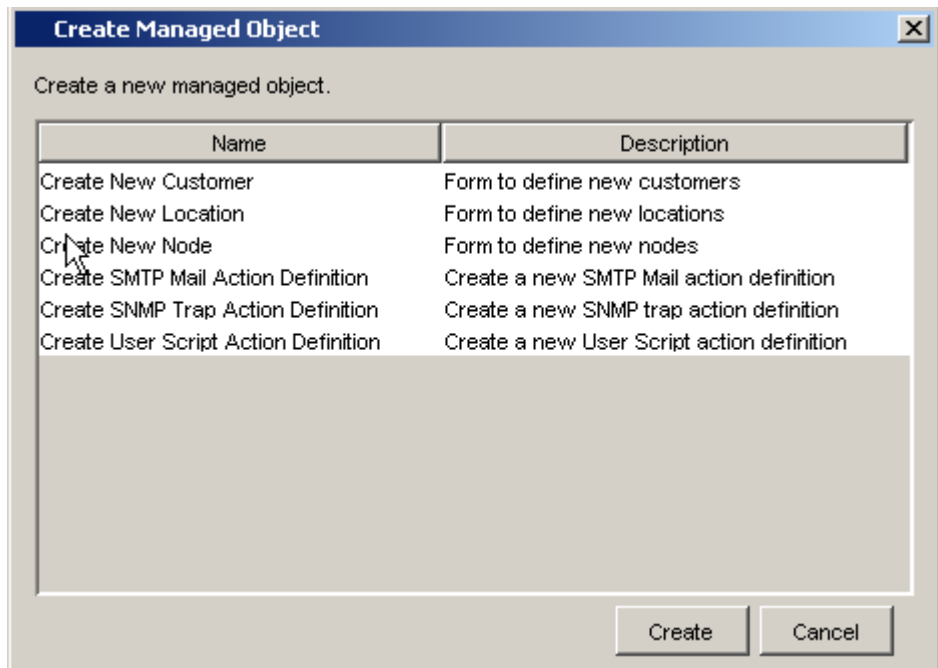 Create Managed Object
Create a new managed object.
Name Description
Create New Customer Form to define new customers
Create New Location Form to define new locations
Create New Node Form to define new nodes
Create SMTP Mail Action Definition Create a new SMTP Mail action definition
Create SNMP Trap Action Definition Create a new SNMP trap action definition
Create User Script Action Definition Create a new User Script action definition
Create Cancel